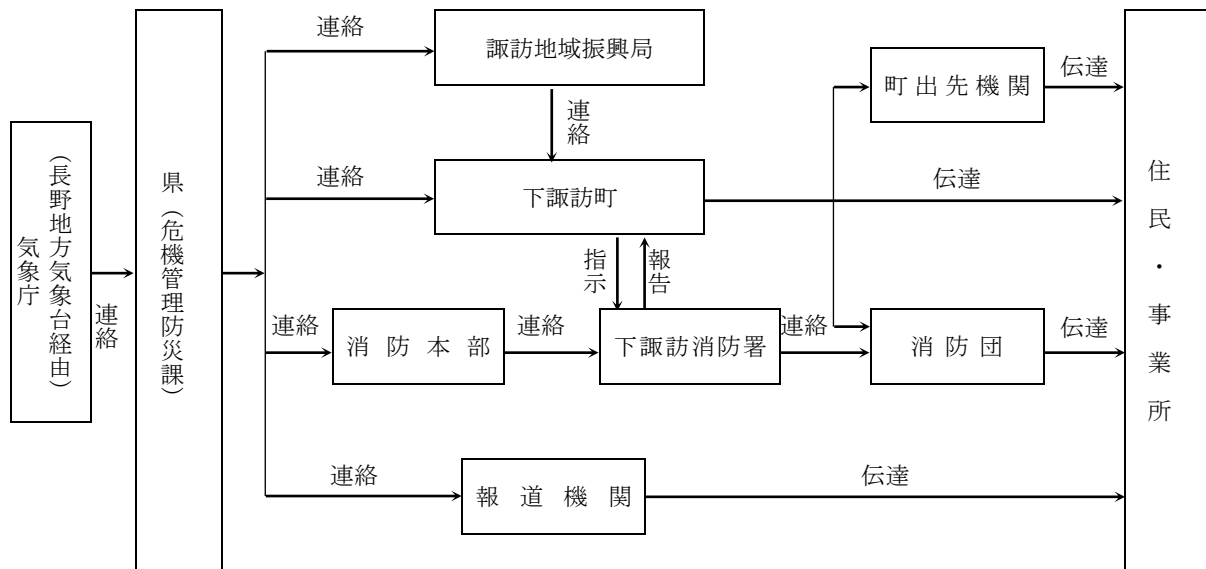 気象庁
（長野地方気象台経由）
連絡
県（危機管理防災課）
連絡
諏訪地域振興局
連絡
連絡
下諏訪町
伝達
指示
報告
連絡
消防本部
連絡
下諏訪消防署
連絡
消防団
伝達
町出先機関
伝達
連絡
報道機関
伝達
住民・事業所